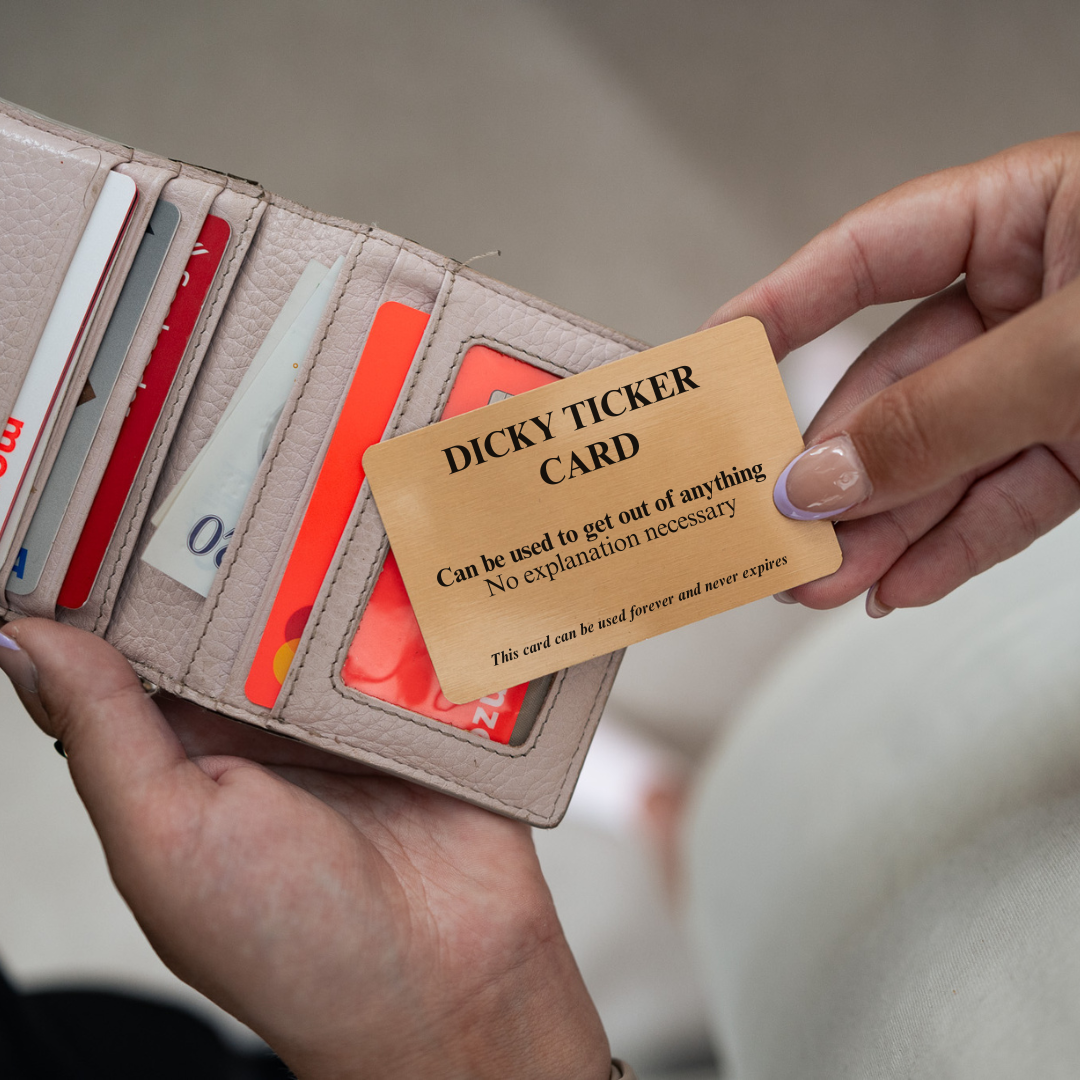 DICKY TICKER
CARD
Can be used to get out of anything
No explanation necessary
This card can be used forever and never expires